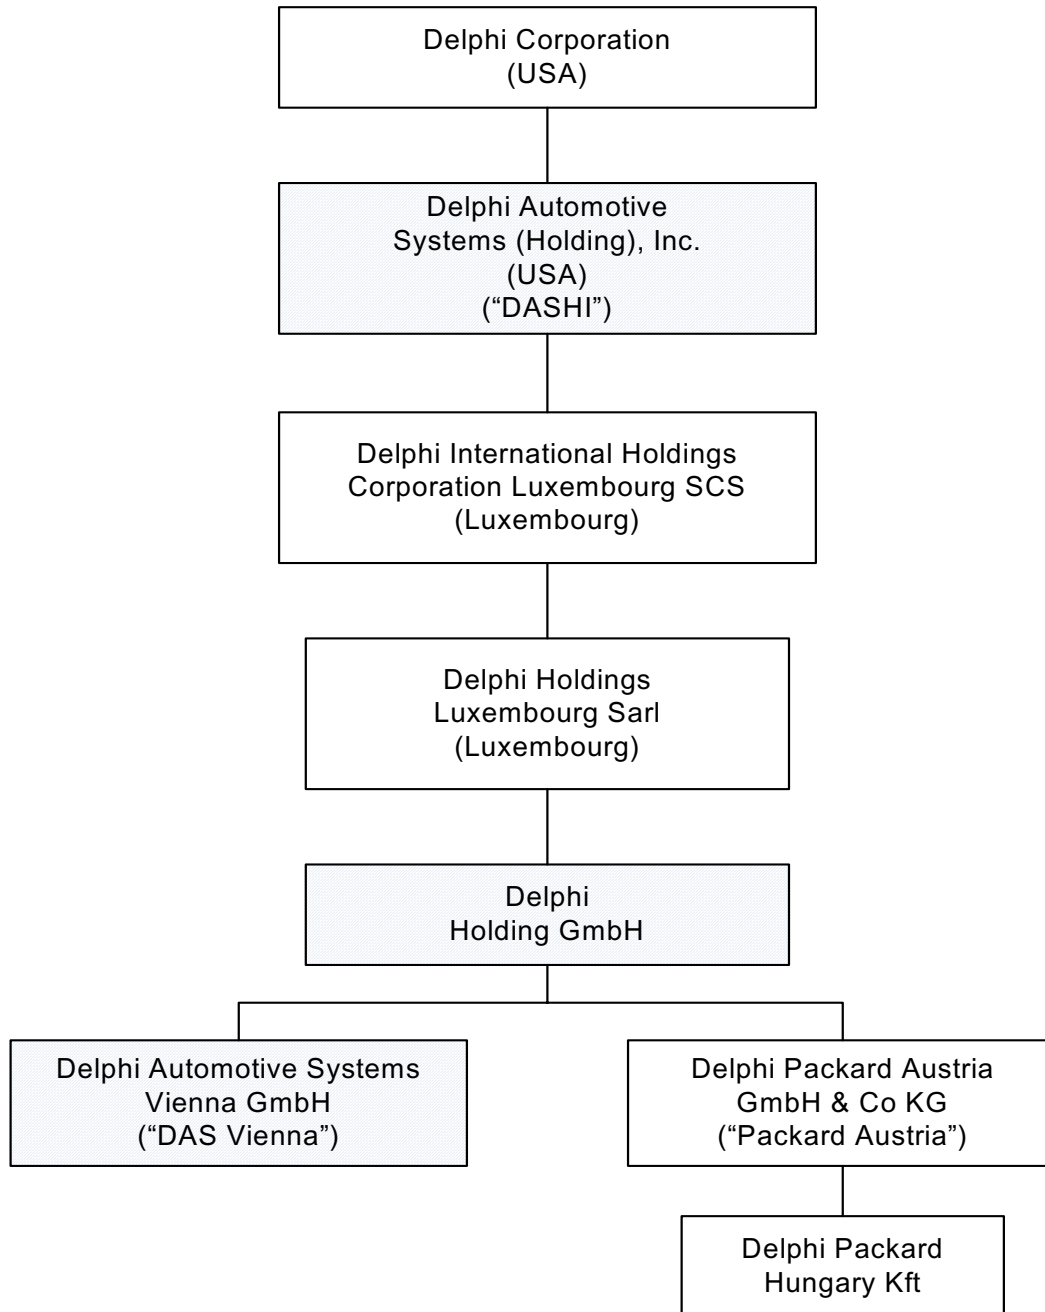 Delphi Corporation
(USA)
Delphi Automotive
Systems (Holding), Inc.
(USA)
(“DASHI”)
Delphi International Holdings
Corporation Luxembourg SCS
(Luxembourg)
Delphi Holdings
Luxembourg Sarl
(Luxembourg)
Delphi
Holding GmbH
Delphi Automotive Systems
Vienna GmbH
(“DAS Vienna”)
Delphi Packard Austria
GmbH & Co KG
(“Packard Austria”)
Delphi Packard
Hungary Kft